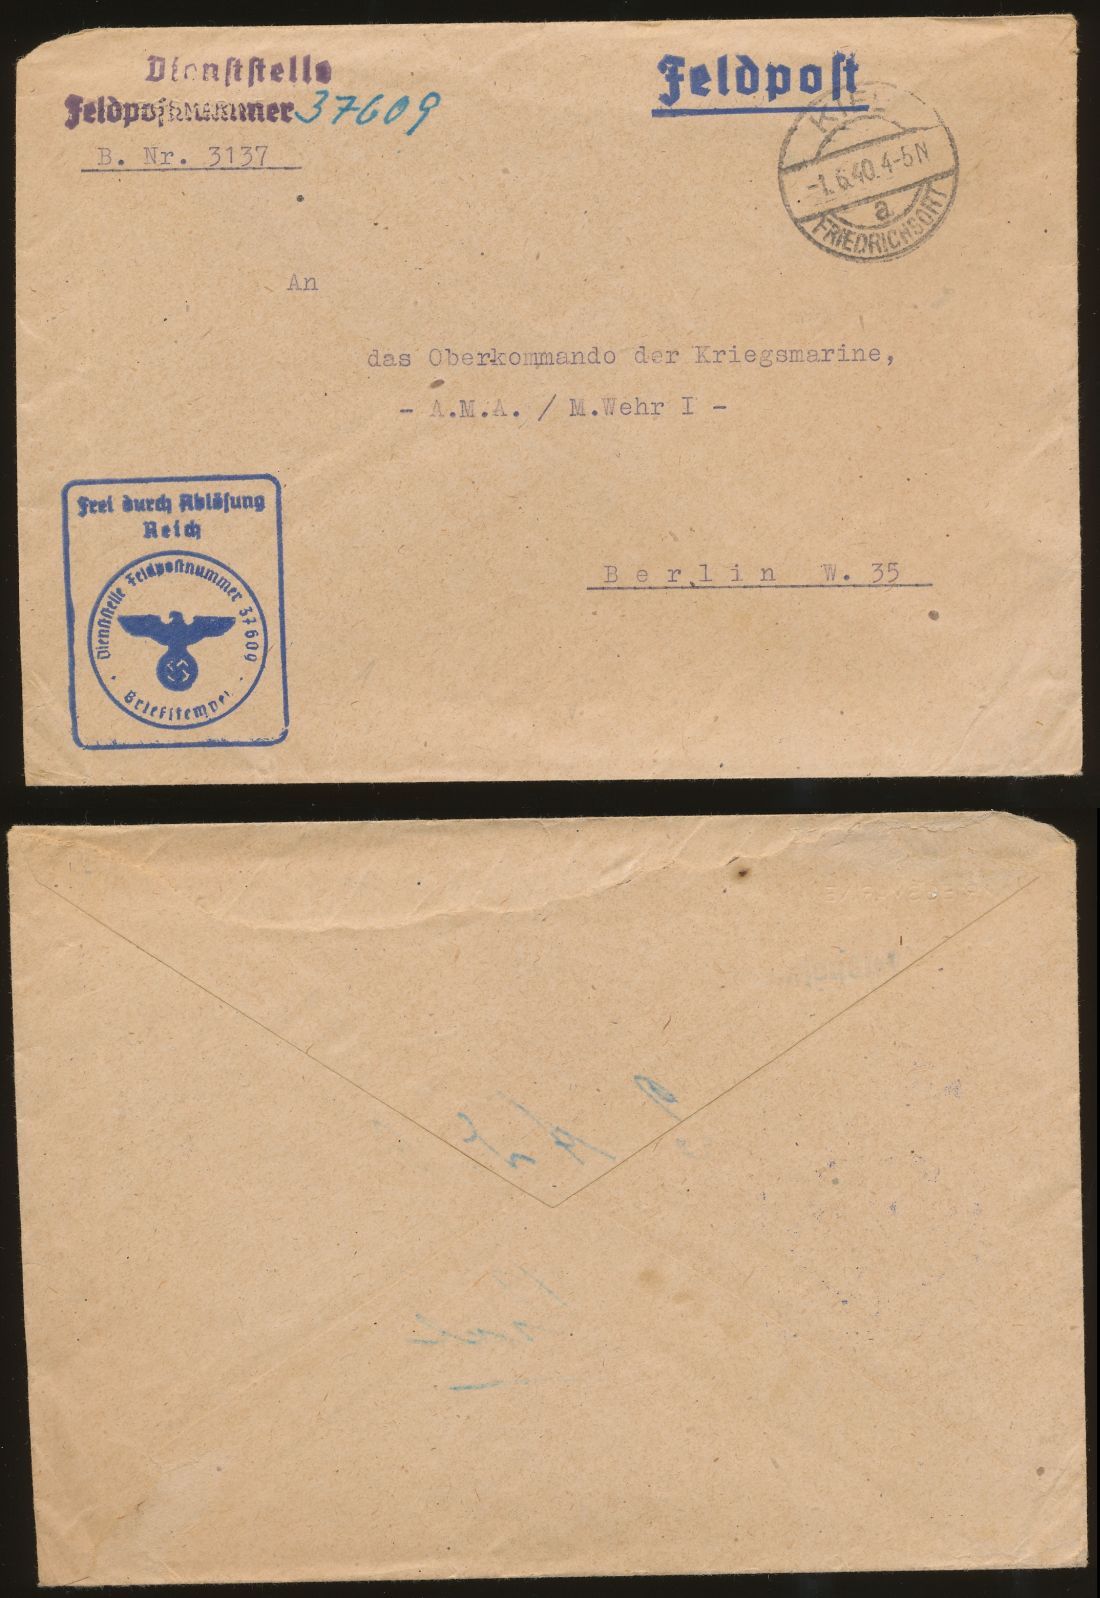 Dienststelle
Feldpostnummer 37609
B. Nr. 3137
Feldpost
KIEL
-1.6.40.4-5N
a
FRIEDRICHSORT
An
das Oberkommando der Kriegsmarine,
- A.M.A. / M.Wehr I -
Berlin W. 35
Frei durch Ablösung
Reich
Dienststelle Feldpostnummer 37609
· Briefstempel ·